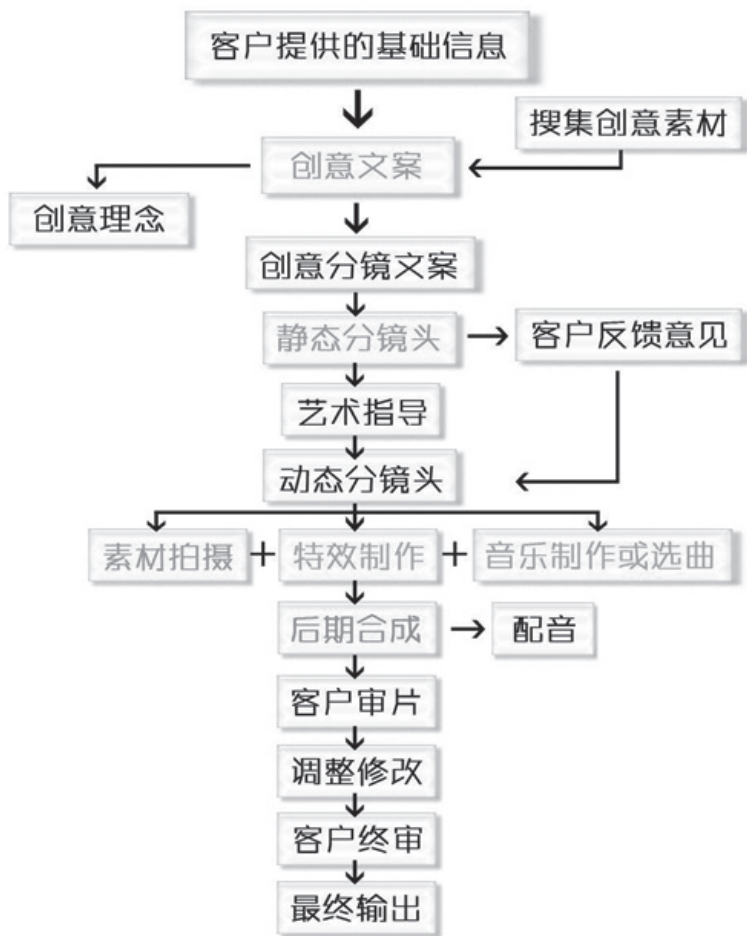 客户提供的基础信息
搜集创意素材
创意文案
创意理念
创意分镜文案
静态分镜头
客户反馈意见
艺术指导
动态分镜头
素材拍摄 + 特效制作 + 音乐制作或选曲
后期合成
配音
客户审片
调整修改
客户终审
最终输出